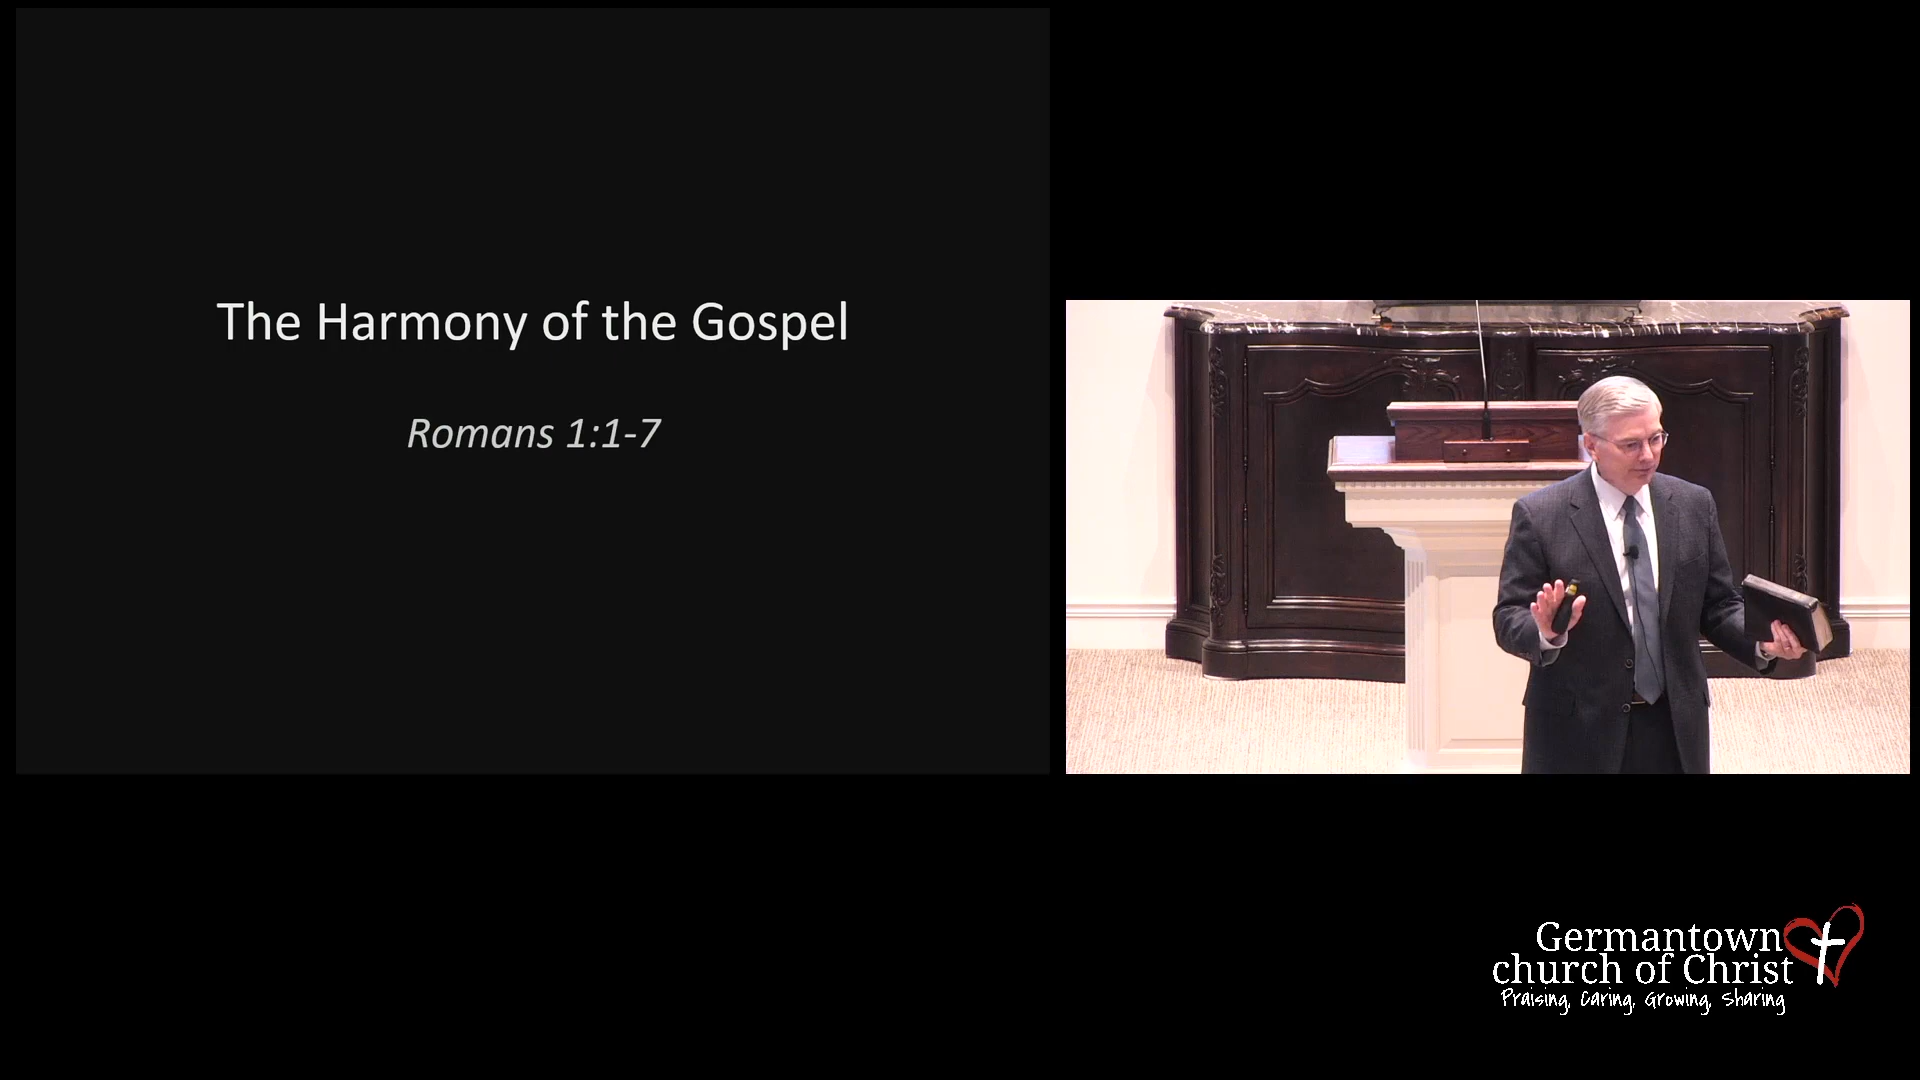 The Harmony of the Gospel
Romans 1:1-7
Germantown
church of Christ
Praising, Caring, Growing, Sharing